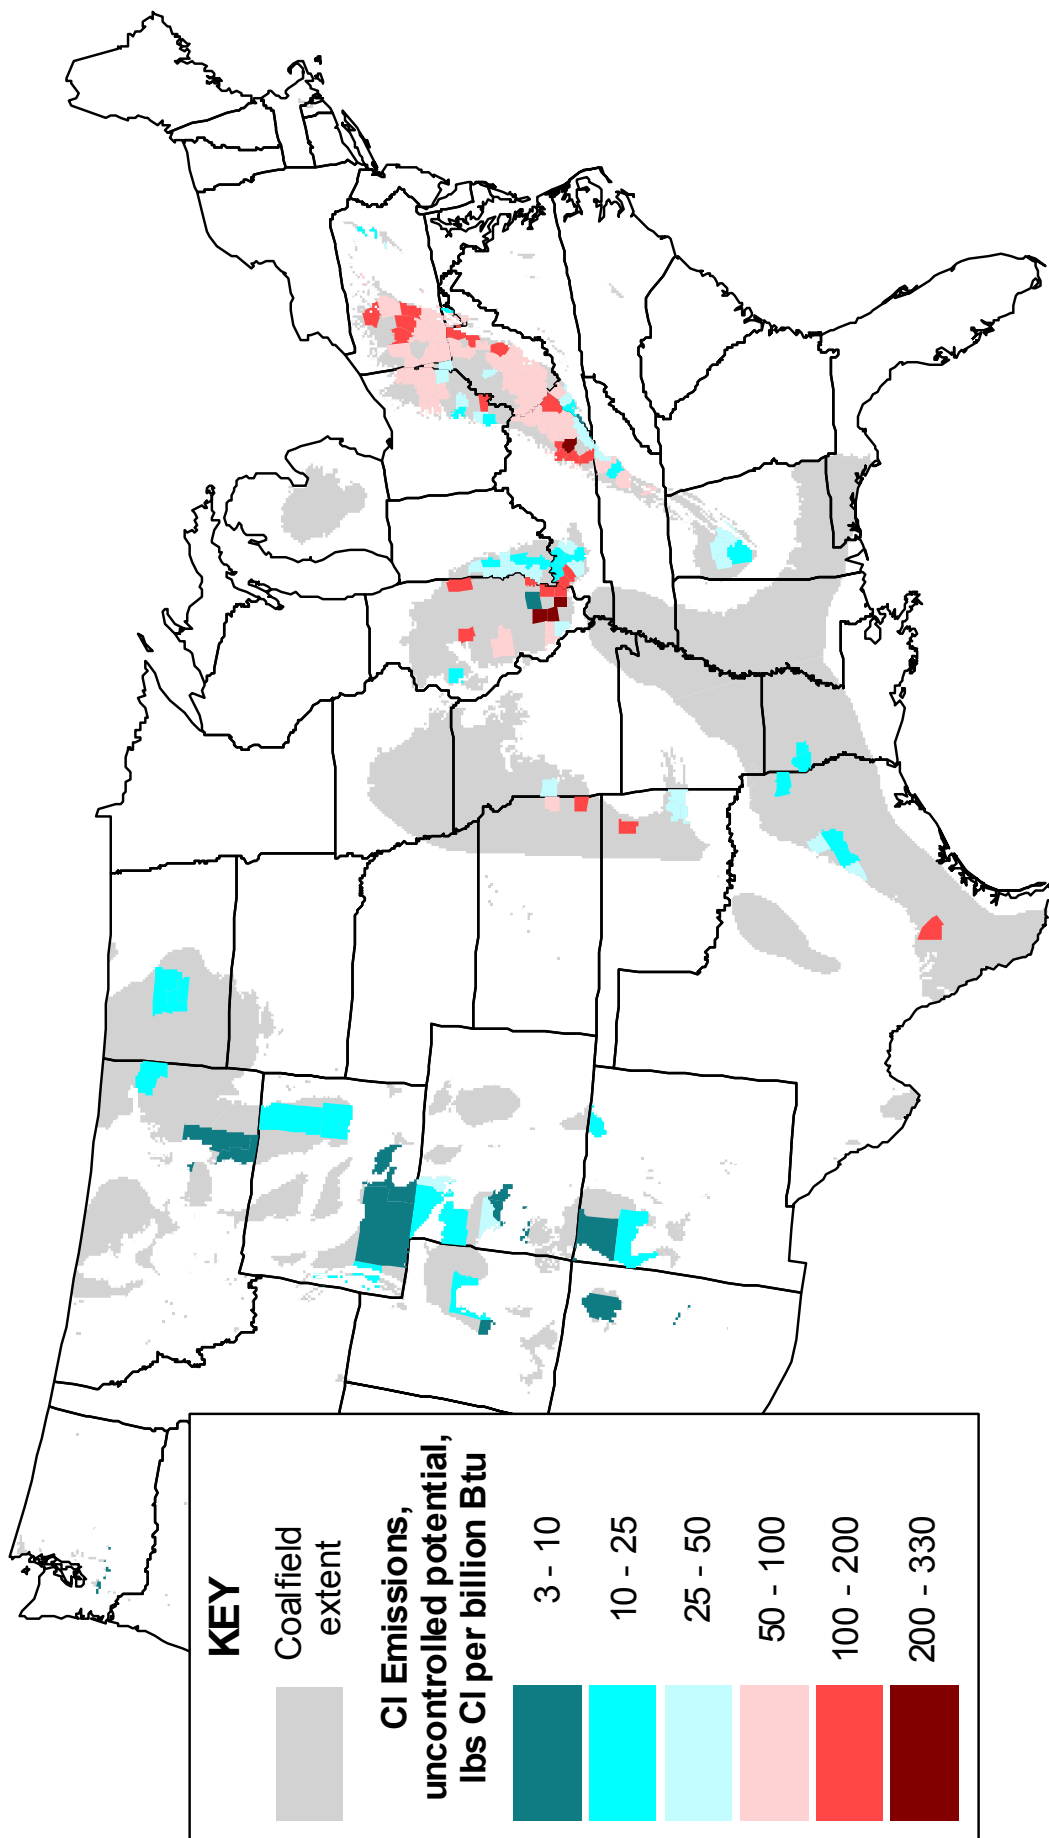 KEY
Coalfield
extent
Cl Emissions,
uncontrolled potential,
lbs Cl per billion Btu
3 - 10
10 - 25
25 - 50
50 - 100
100 - 200
200 - 330